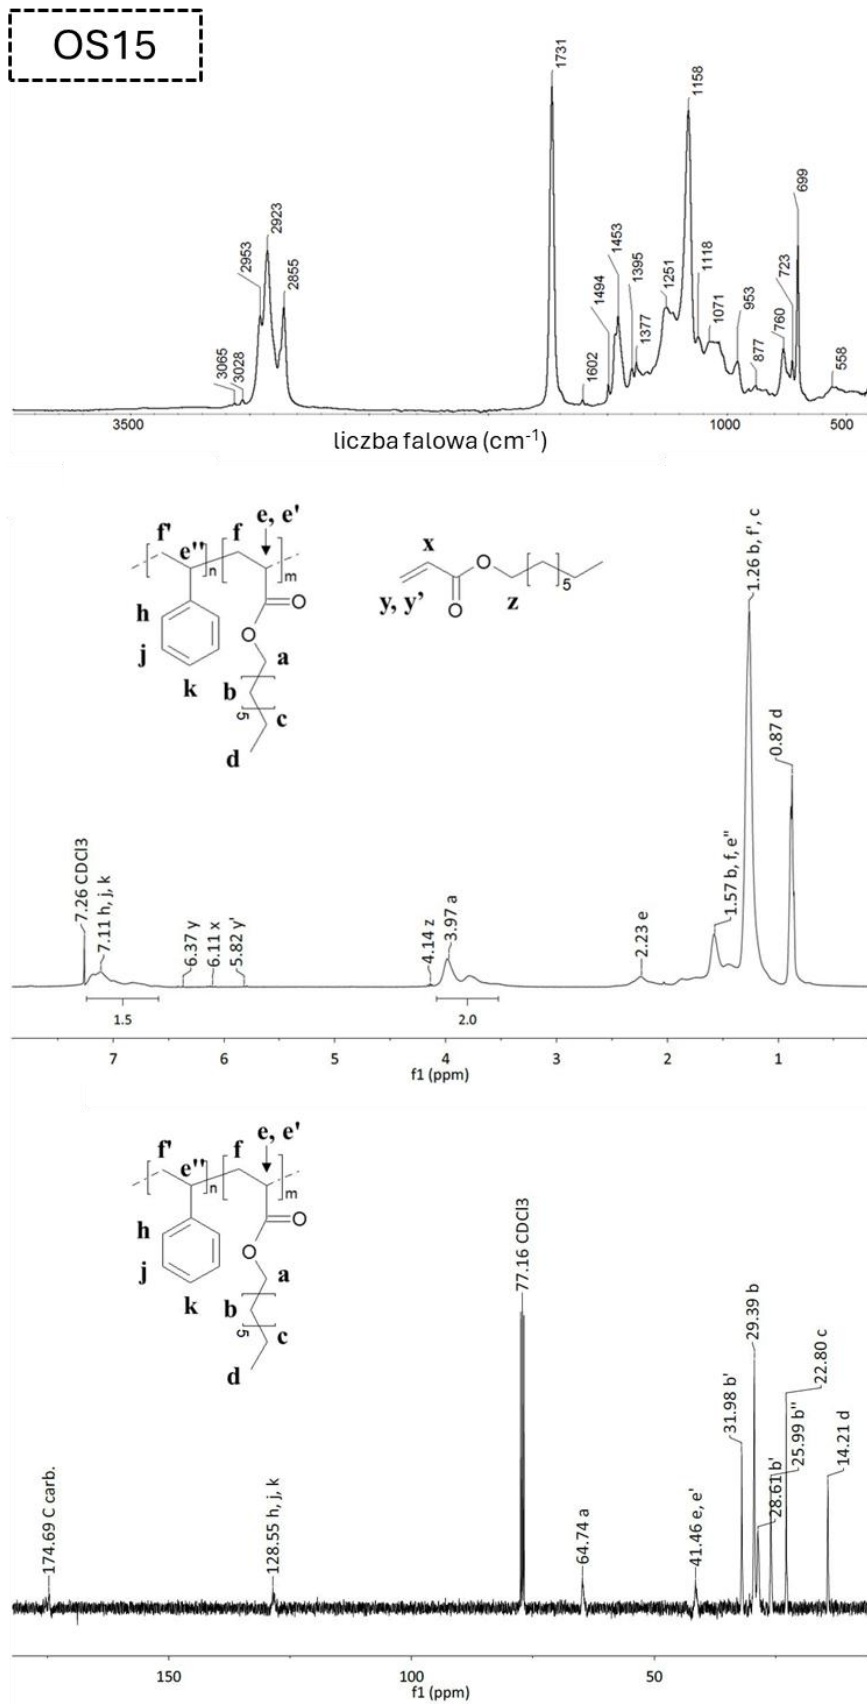 OS15
3065
3028
2953
2923
2855
1731
1602
1494
1453
1395
1377
1251
1158
1118
1071
953
877
760
723
699
558
3500
1000
500
liczba falowa (cm⁻¹)
f'
e''
f
e, e'
n
m
O
O
h
j
k
a
b
5
c
d
x
O
O
y, y'
z
5
7.26 CDCl3
7.11 h, j, k
6.37 y
6.11 x
5.82 y'
4.14 z
3.97 a
2.23 e
1.57 b, f, e''
1.26 b, f', c
0.87 d
1.5
2.0
7
6
5
4
3
2
1
f1 (ppm)
f'
e''
f
e, e'
n
m
O
O
h
j
k
a
b
5
c
d
174.69 C carb.
128.55 h, j, k
77.16 CDCl3
64.74 a
41.46 e, e'
31.98 b'
29.39 b
28.61 b'
25.99 b''
22.80 c
14.21 d
150
100
50
f1 (ppm)